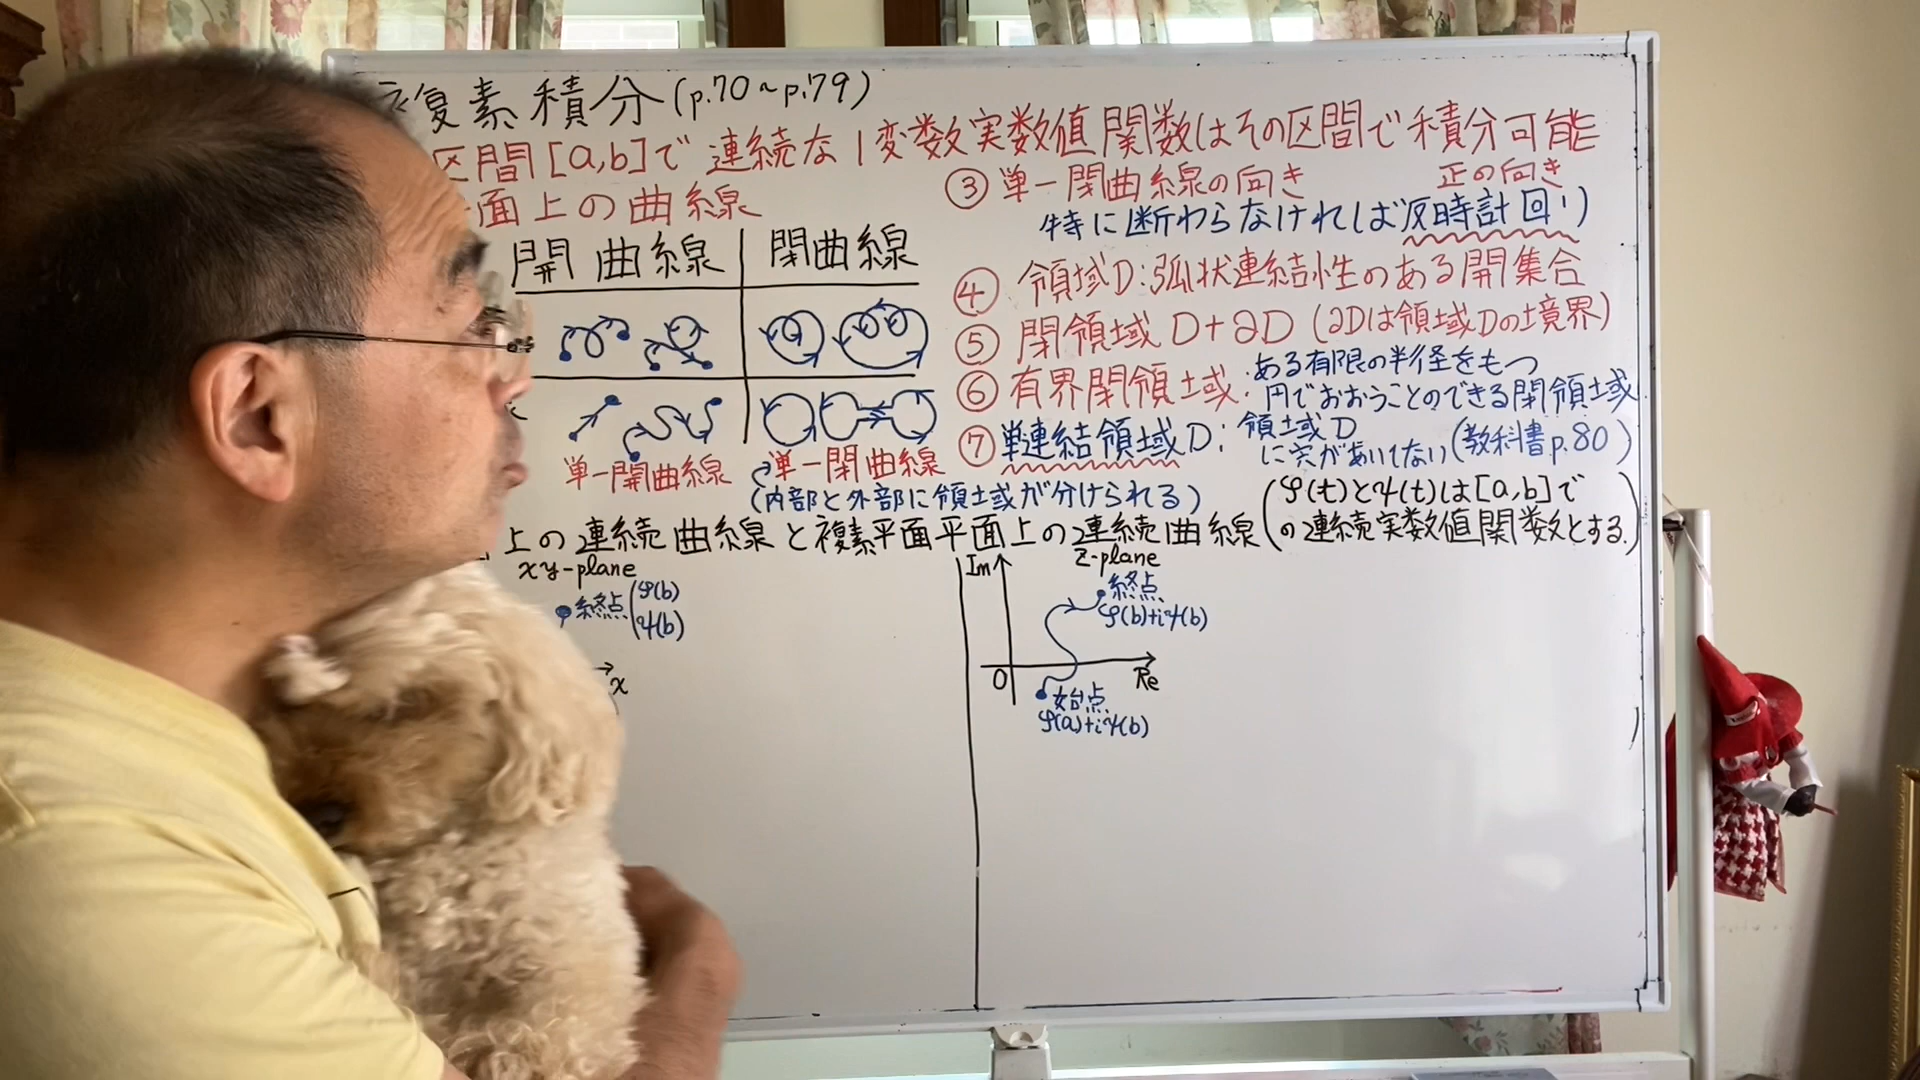 複素積分(p.70~p.79)
区間[a,b]で連続な1変数実数値関数はその区間で積分可能
面上の曲線
開曲線 閉曲線
単一開曲線 単一閉曲線
(内部と外部に領域が分けられる)
③単一閉曲線の向き 正の向き
特に断わらなければ反時計回り
④領域D:弧状連結性のある開集合
⑤閉領域 D+∂D (∂Dは領域Dの境界)
⑥有界閉領域:ある有限の半径をもつ
円でおおうことのできる閉領域
⑦単連結領域D:領域D
に穴があいてない(教科書p.80)
上の連続曲線と複素平面平面上の連続曲線(φ(t)とψ(t)は[a,b]で
の連続実数値関数とする.)
xy-plane
終点(φ(b)
ψ(b))
x
Im z-plane
終点
φ(b)+iψ(b)
O Re
始点
φ(a)+iψ(b)